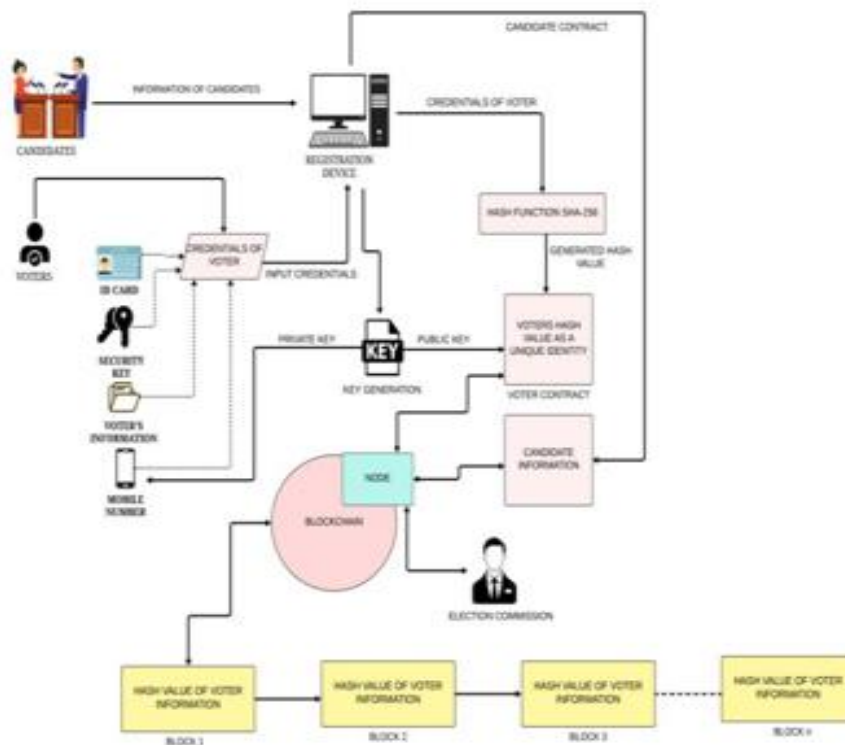 CANDIDATE CONTRACT
INFORMATION OF CANDIDATES
CREDENTIALS OF VOTER
CANDIDATES
REGISTRATION
DEVICE
HASH FUNCTION SHA-256
CREDENTIALS OF
VOTER
VOTERS
INPUT CREDENTIALS
GENERATED HASH
VALUE
ID CARD
SECURITY
KEY
PRIVATE KEY
KEY
PUBLIC KEY
VOTERS HASH
VALUE AS A
UNIQUE IDENTITY
KEY GENERATION
VOTER CONTRACT
VOTER'S
INFORMATION
CANDIDATE
INFORMATION
NODE
MOBILE
NUMBER
BLOCKCHAIN
ELECTION COMMISSION
HASH VALUE OF VOTER
INFORMATION
HASH VALUE OF VOTER
INFORMATION
HASH VALUE OF VOTER
INFORMATION
HASH VALUE OF VOTER
INFORMATION
BLOCK 1
BLOCK 2
BLOCK 3
BLOCK